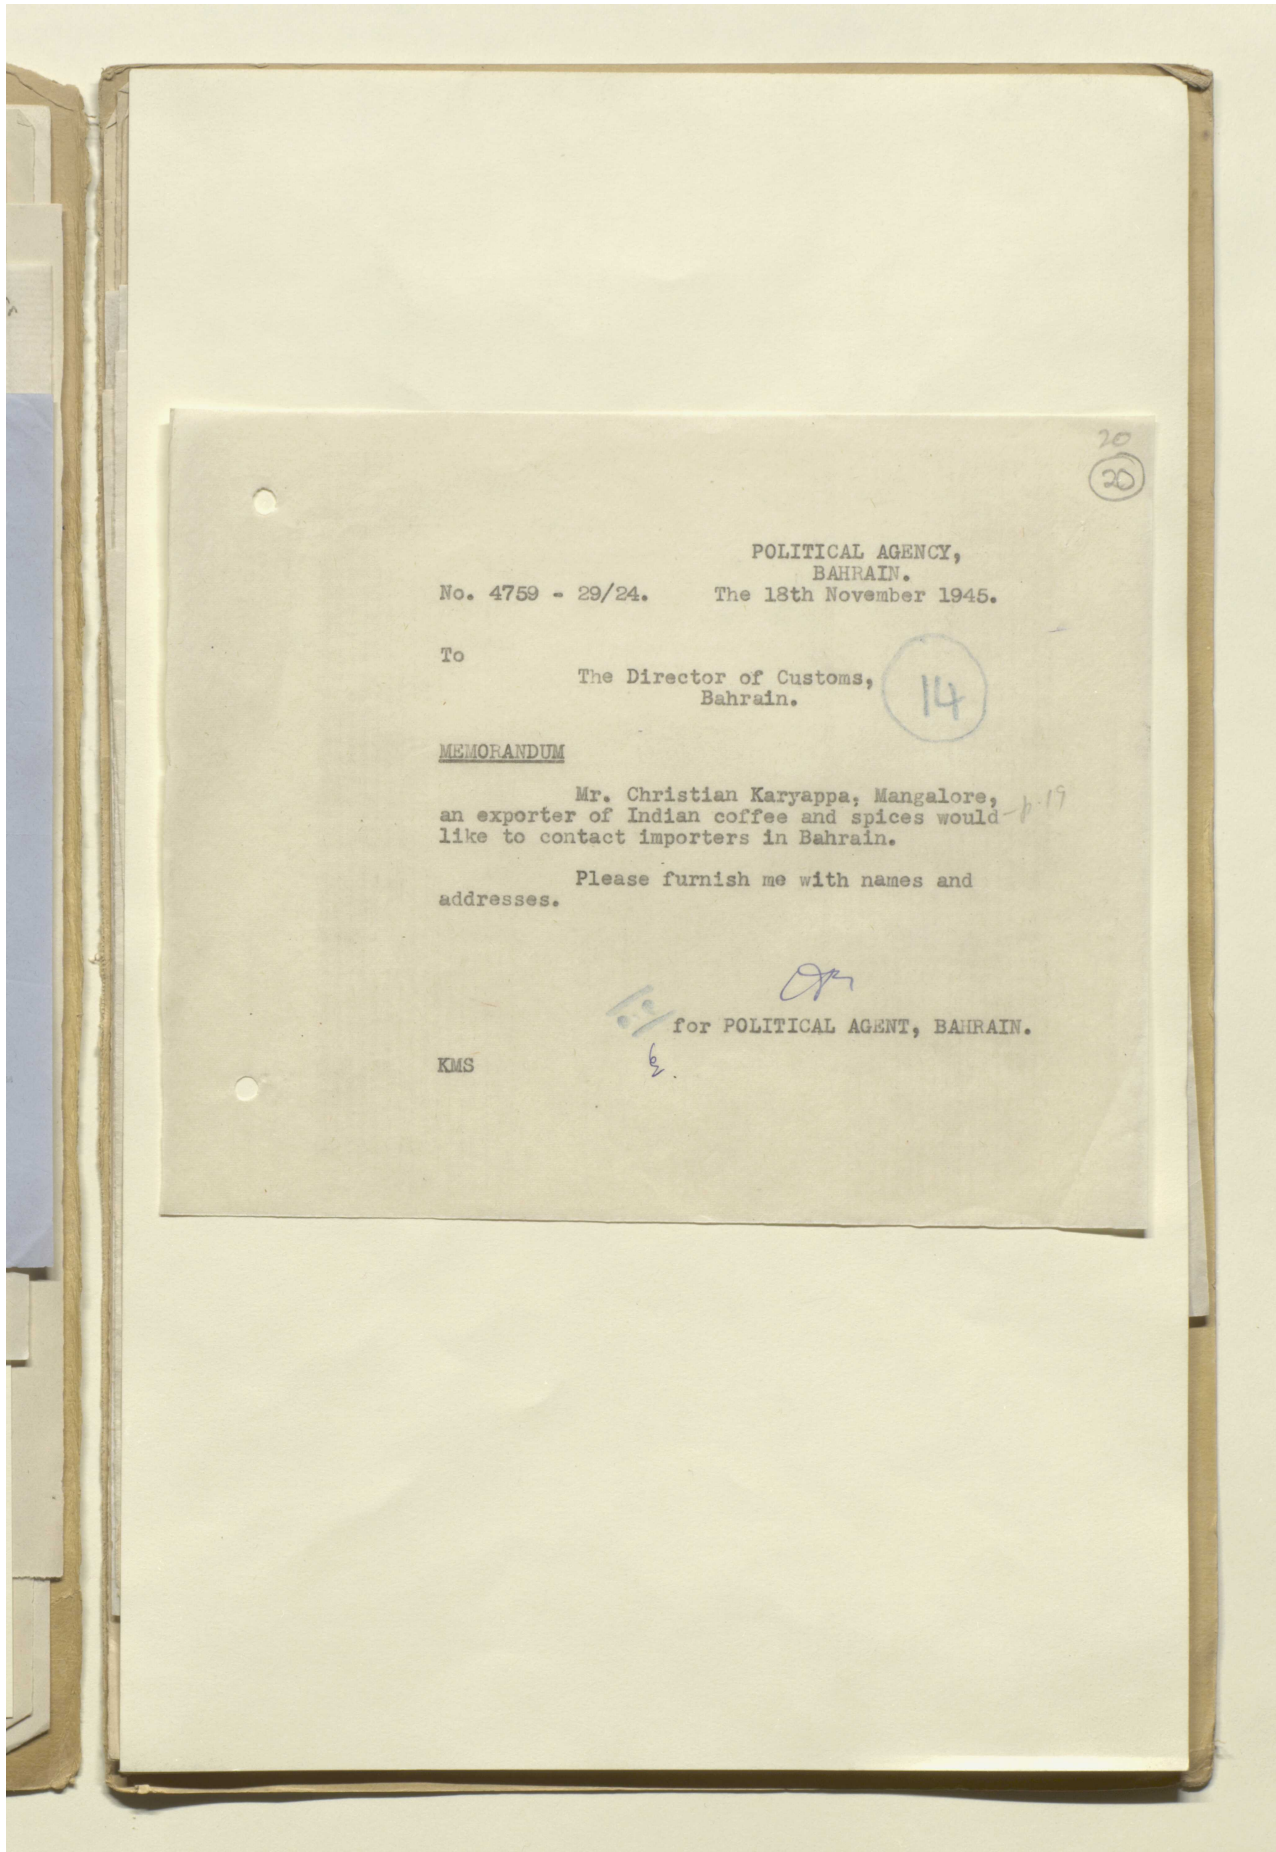 20
20
POLITICAL AGENCY,
BAHRAIN.
No. 4759 - 29/24. The 18th November 1945.
To
The Director of Customs,
Bahrain.
14
MEMORANDUM
Mr. Christian Karyappa, Mangalore,
an exporter of Indian coffee and spices would - p.19
like to contact importers in Bahrain.
Please furnish me with names and
addresses.
for POLITICAL AGENT, BAHRAIN.
KMS